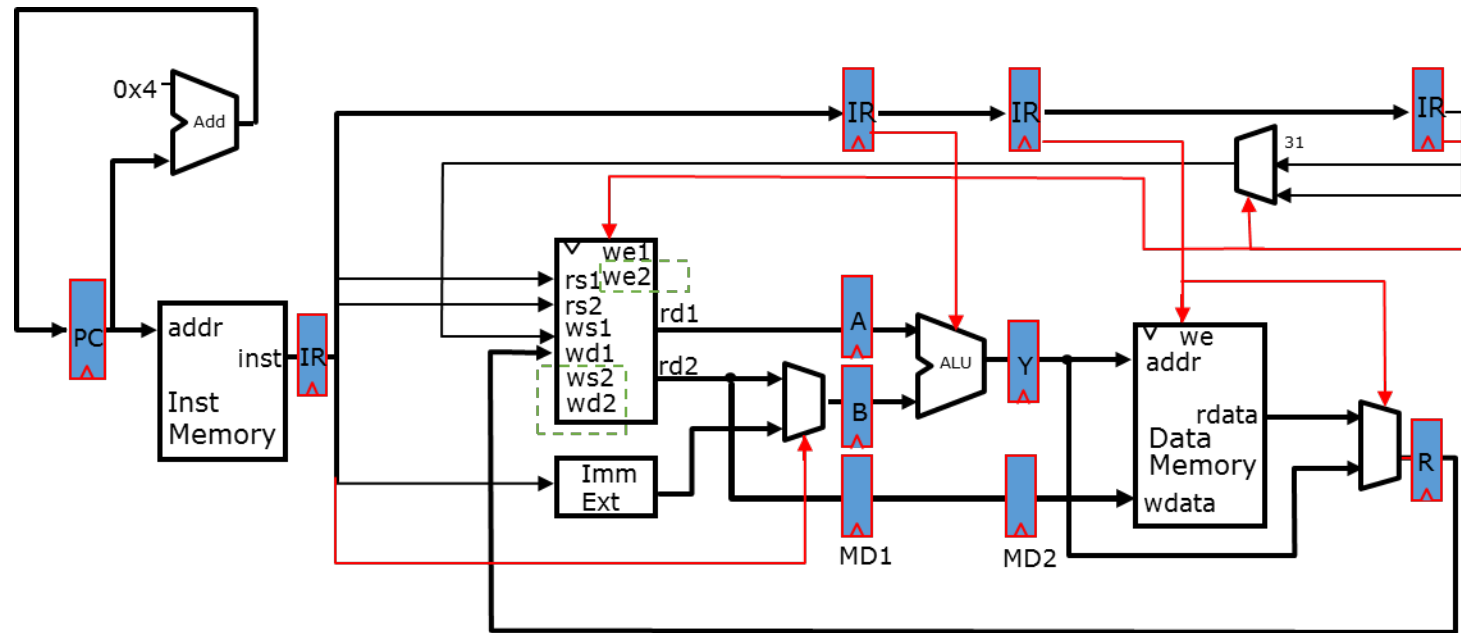 0x4
Add
IR
IR
IR
31
we1
we2
rs1
rs2
ws1
wd1
ws2
wd2
rd1
rd2
PC
addr
inst
Inst
Memory
IR
A
B
ALU
Y
we
addr
rdata
Data
Memory
wdata
R
Imm
Ext
MD1
MD2